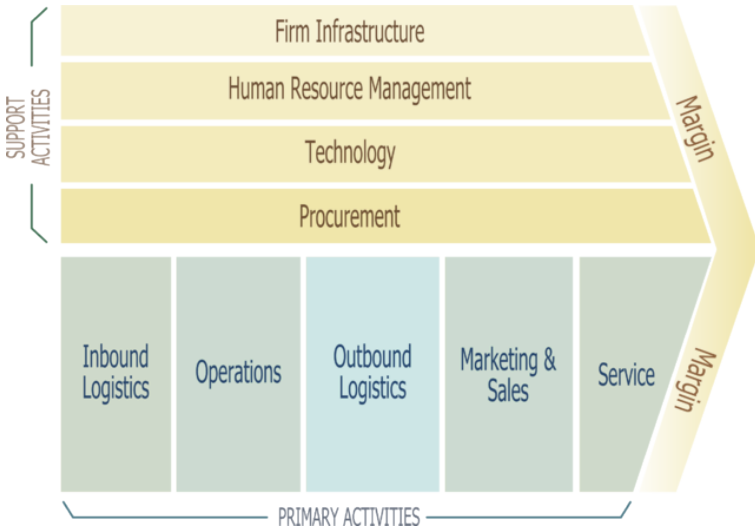 Firm Infrastructure
Human Resource Management
Technology
Procurement
SUPPORT
ACTIVITIES
Margin
Inbound
Logistics
Operations
Outbound
Logistics
Marketing &
Sales
Service
Margin
PRIMARY ACTIVITIES